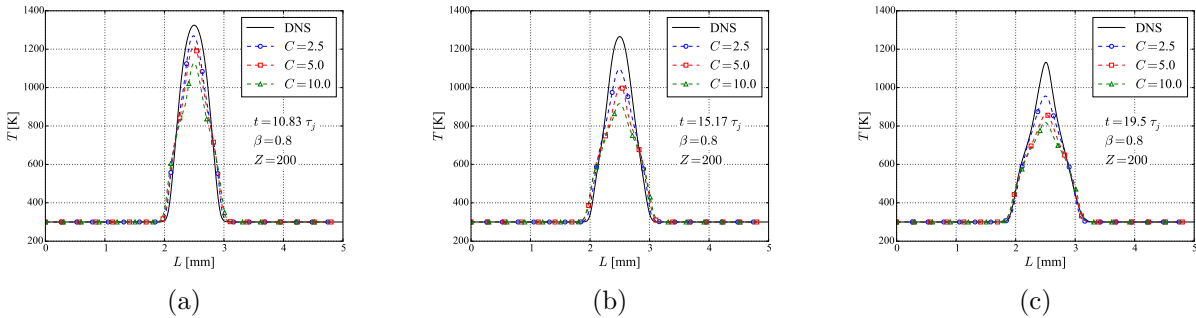 1400
1200
1000
800
600
400
200
T [K]
0 1 2 3 4 5
L [mm]
DNS
C=2.5
C=5.0
C=10.0
t=10.83 τj
β=0.8
Z=200
(a)
1400
1200
1000
800
600
400
200
T [K]
0 1 2 3 4 5
L [mm]
DNS
C=2.5
C=5.0
C=10.0
t=15.17 τj
β=0.8
Z=200
(b)
1400
1200
1000
800
600
400
200
T [K]
0 1 2 3 4 5
L [mm]
DNS
C=2.5
C=5.0
C=10.0
t=19.5 τj
β=0.8
Z=200
(c)